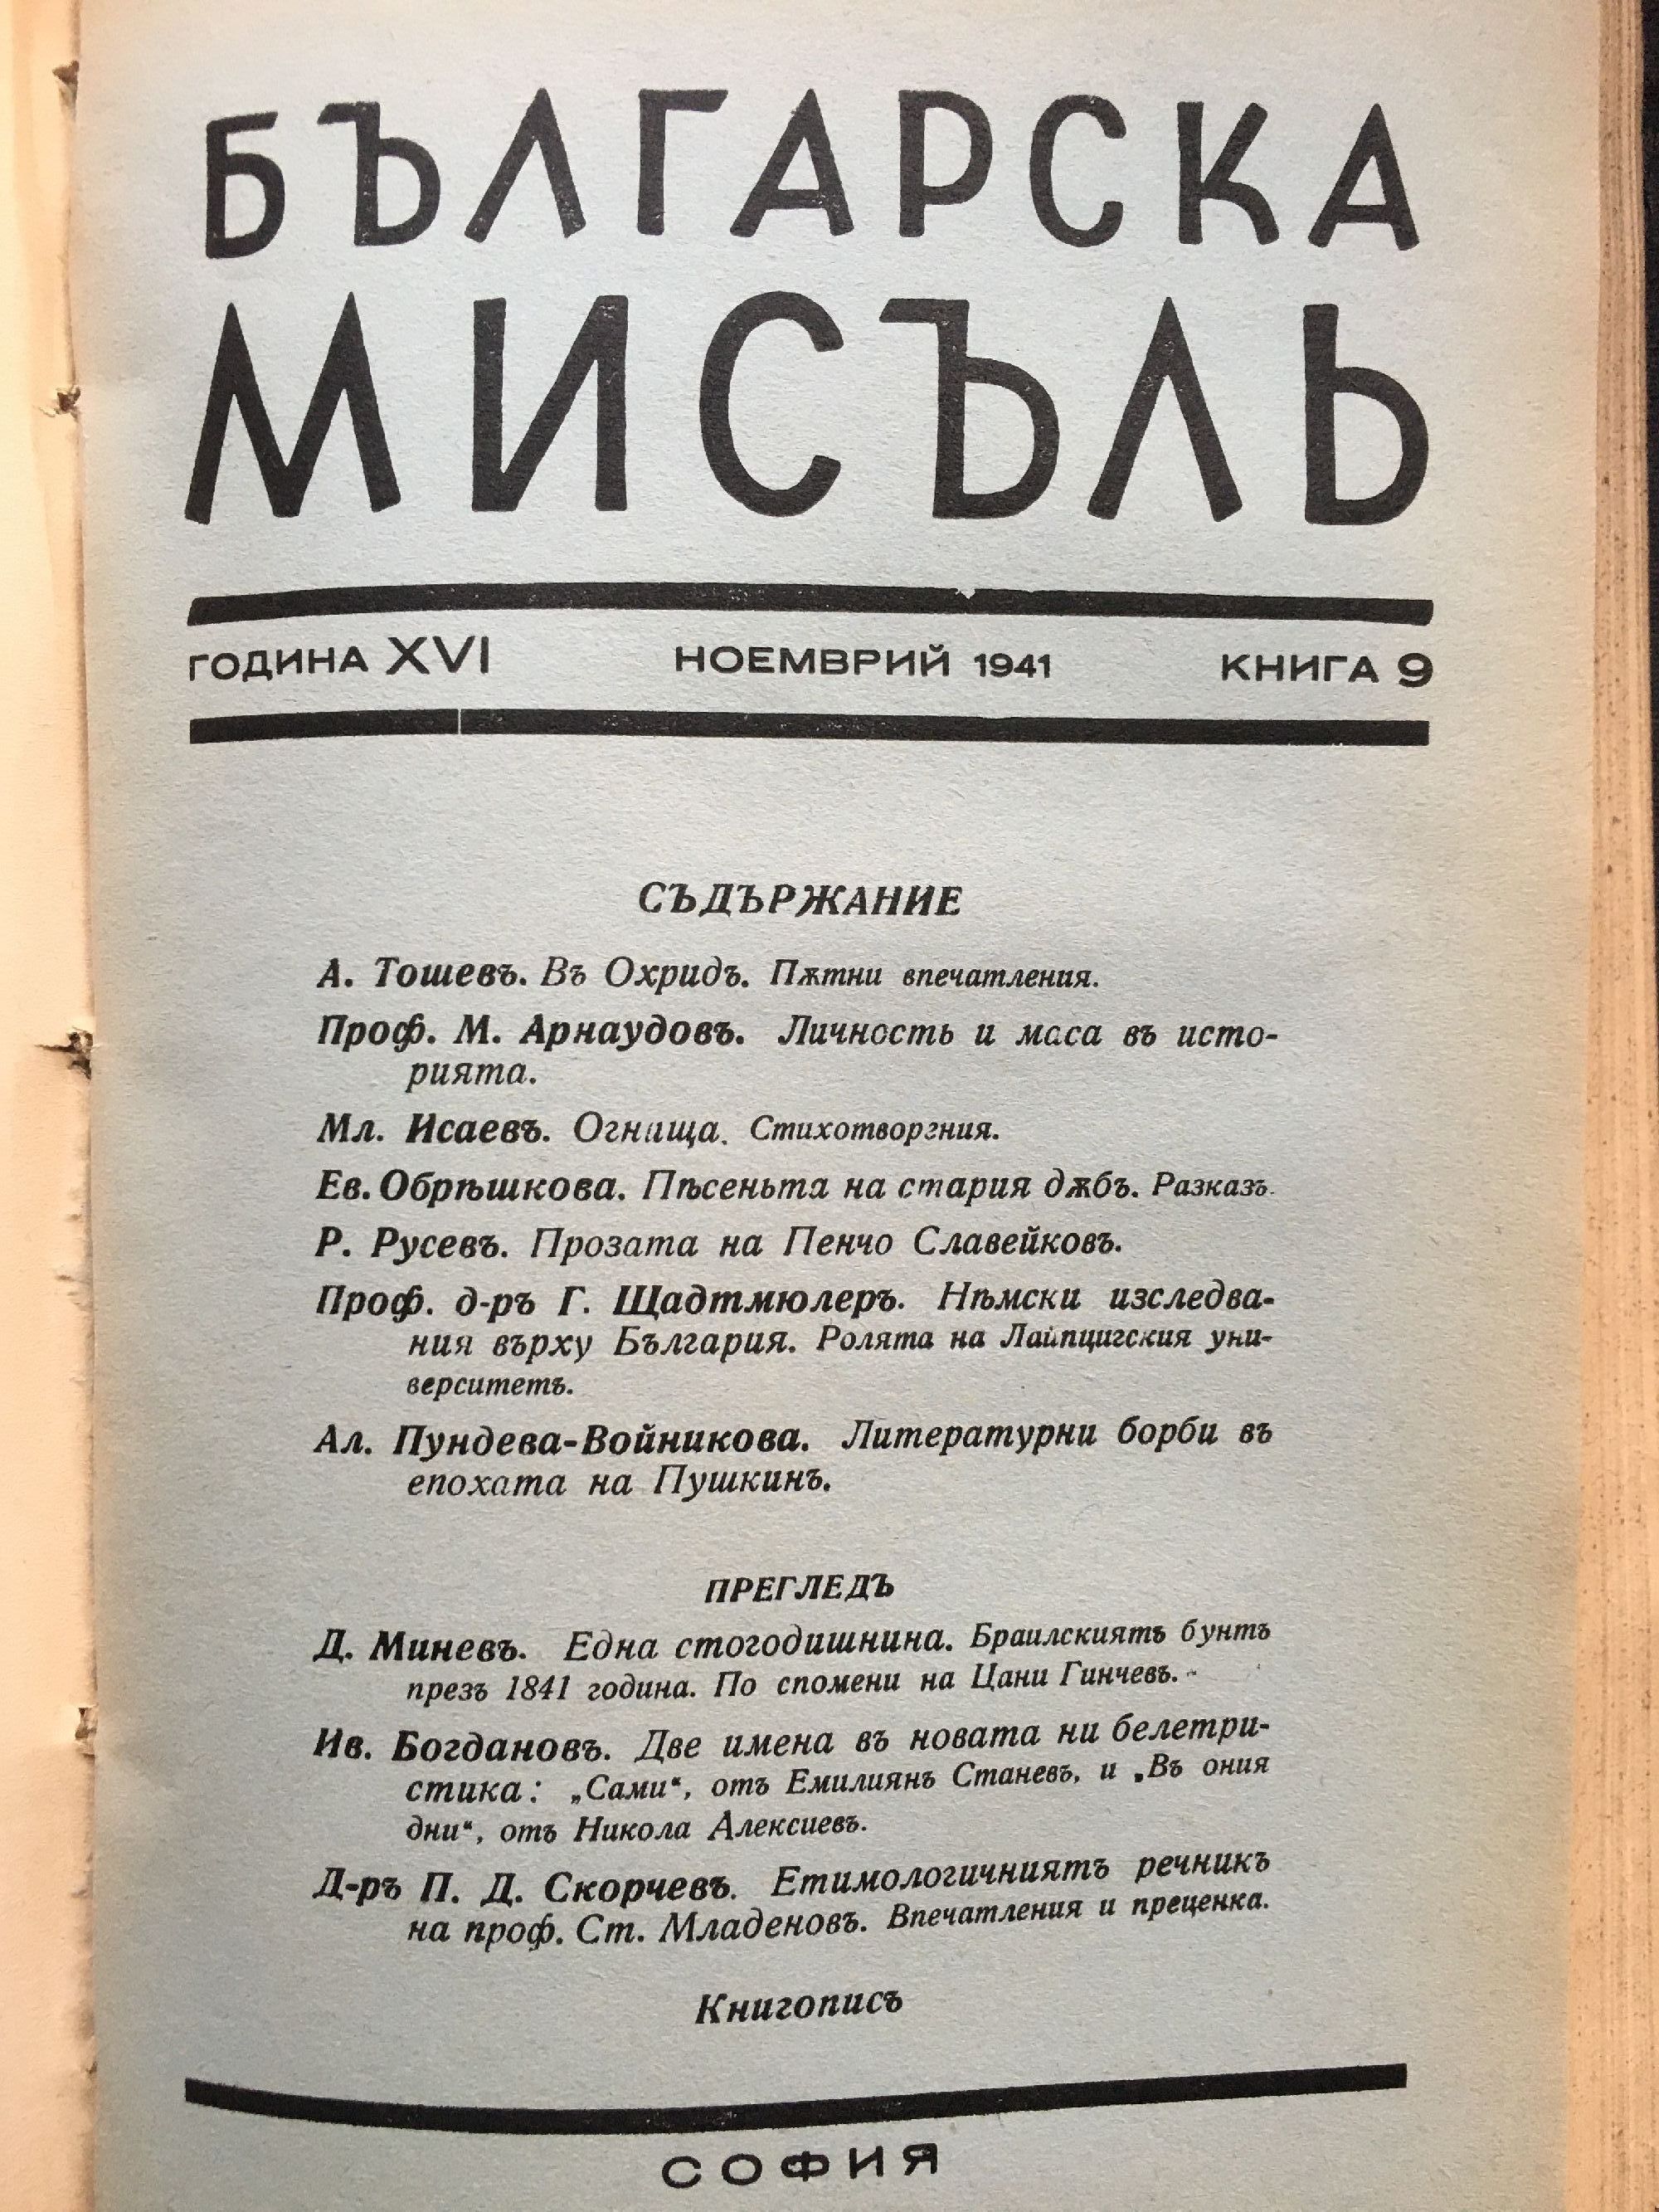 БЪЛГАРСКА
МИСЪЛЬ
ГОДИНА XVI НОЕМВРИЙ 1941 КНИГА 9
СЪДЪРЖАНИЕ
А. Тошевъ. Въ Охридъ. Пѫтни впечатления.
Проф. М. Арнаудовъ. Личность и маса въ исто-
рията.
Мл. Исаевъ. Огнища. Стихотворения.
Ев. Обрѣшкова. Пѣсеньта на стария дѫбъ. Разказъ.
Р. Русевъ. Прозата на Пенчо Славейковъ.
Проф. д-ръ Г. Щадтмюлеръ. Нѣмски изследва-
ния върху България. Ролята на Лайпцигския уни-
верситетъ.
Ал. Пундева-Войникова. Литературни борби въ
епохата на Пушкинъ.
ПРЕГЛЕДЪ
Д. Миневъ. Една стогодишнина. Браилскиятъ бунтъ
презъ 1841 година. По спомени на Цани Гинчевъ.
Ив. Богдановъ. Две имена въ новата ни белетри-
стика: „Сами“, отъ Емилиянъ Станевъ, и „Въ ония
дни“, отъ Никола Алексиевъ.
Д-ръ П. Д. Скорчевъ. Етимологичниятъ речникъ
на проф. Ст. Младеновъ. Впечатления и преценка.
Книгописъ
СОФИЯ